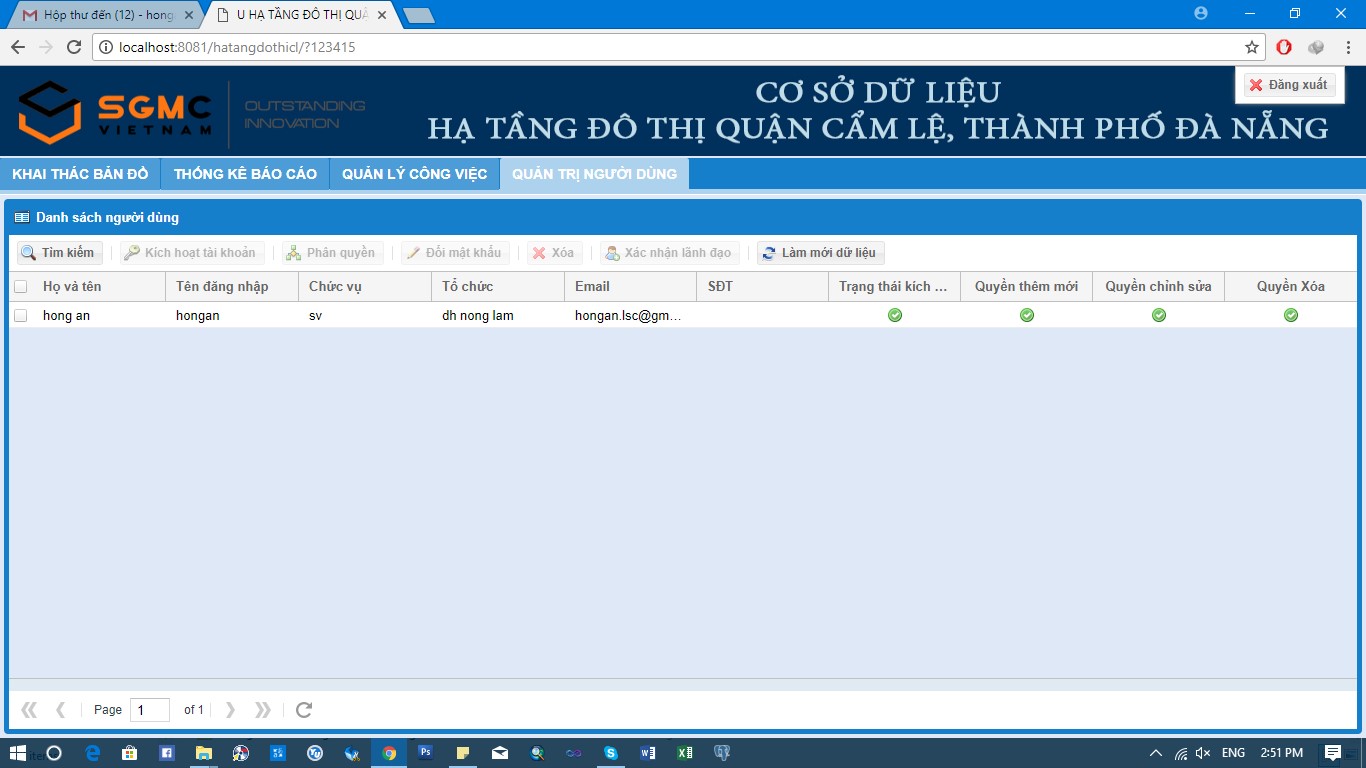 Hộp thư đến (12) - hong
U HẠ TẦNG ĐÔ THỊ QUẬ
localhost:8081/hatangdothicl/?123415
SGMC
VIETNAM
OUTSTANDING
INNOVATION
CƠ SỞ DỮ LIỆU
HẠ TẦNG ĐÔ THỊ QUẬN CẨM LỆ, THÀNH PHỐ ĐÀ NẴNG
Đăng xuất
KHAI THÁC BẢN ĐỒ THỐNG KÊ BÁO CÁO QUẢN LÝ CÔNG VIỆC QUẢN TRỊ NGƯỜI DÙNG
Danh sách người dùng
Tìm kiếm Kích hoạt tài khoản Phân quyền Đổi mật khẩu Xóa Xác nhận lãnh đạo Làm mới dữ liệu
Họ và tên Tên đăng nhập Chức vụ Tổ chức Email SĐT Trạng thái kích ... Quyền thêm mới Quyền chỉnh sửa Quyền Xóa
hong an hongan sv dh nong lam hongan.lsc@gm...
Page 1 of 1
ENG 2:51 PM